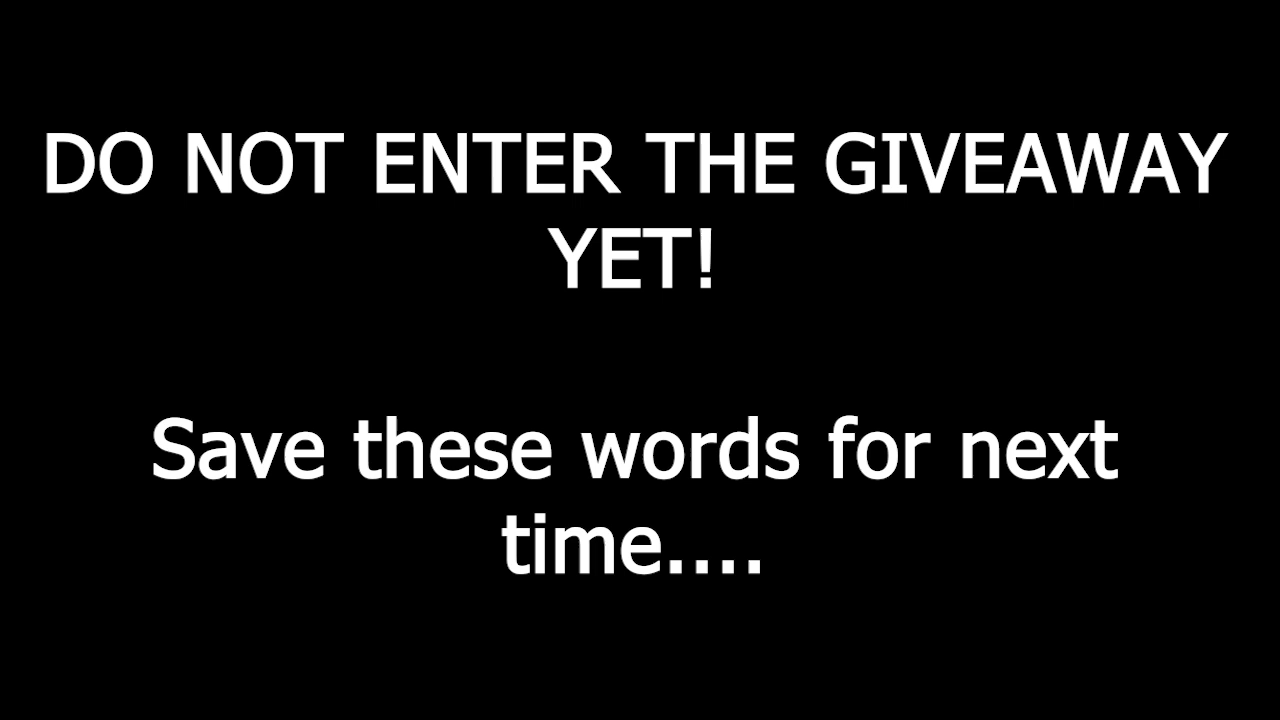 DO NOT ENTER THE GIVEAWAY
YET!
Save these words for next
time....